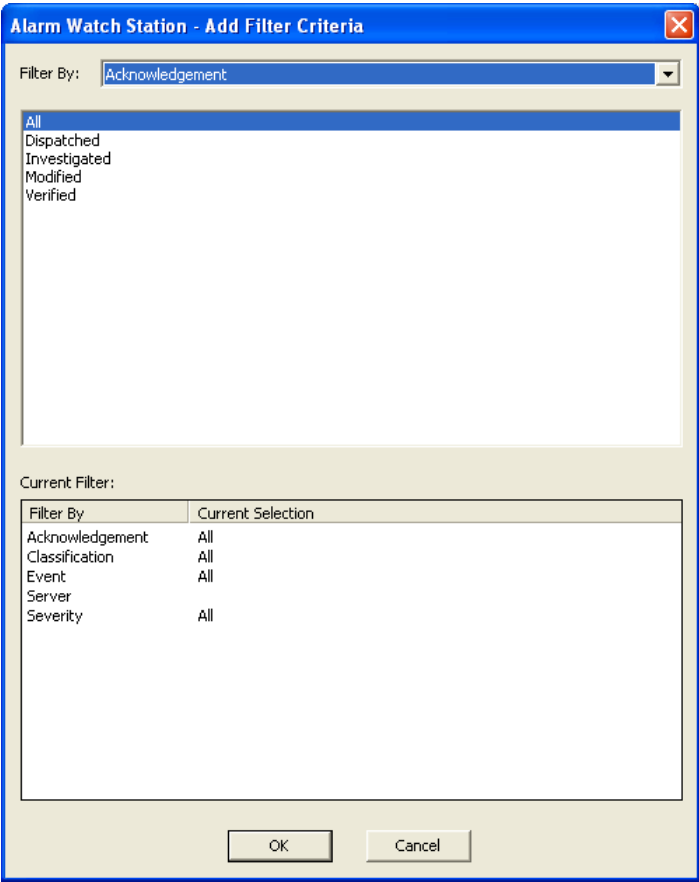 Alarm Watch Station - Add Filter Criteria
Filter By: Acknowledgement
All
Dispatched
Investigated
Modified
Verified
Current Filter:
Filter By Current Selection
Acknowledgement All
Classification All
Event All
Server
Severity All
OK Cancel